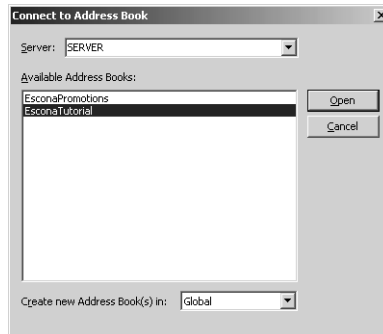 Connect to Address Book
Server: SERVER
Available Address Books:
EsconaPromotions
EsconaTutorial
Open
Cancel
Create new Address Book(s) in: Global